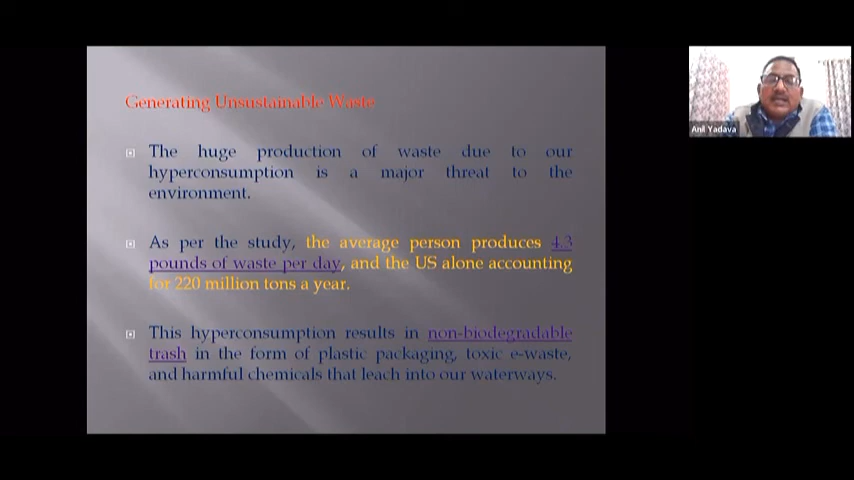 Generating Unsustainable Waste
The huge production of waste due to our
hyperconsumption is a major threat to the
environment.
As per the study, the average person produces 4.3
pounds of waste per day, and the US alone accounting
for 220 million tons a year.
This hyperconsumption results in non-biodegradable
trash in the form of plastic packaging, toxic e-waste,
and harmful chemicals that leach into our waterways.
Anil Yadava